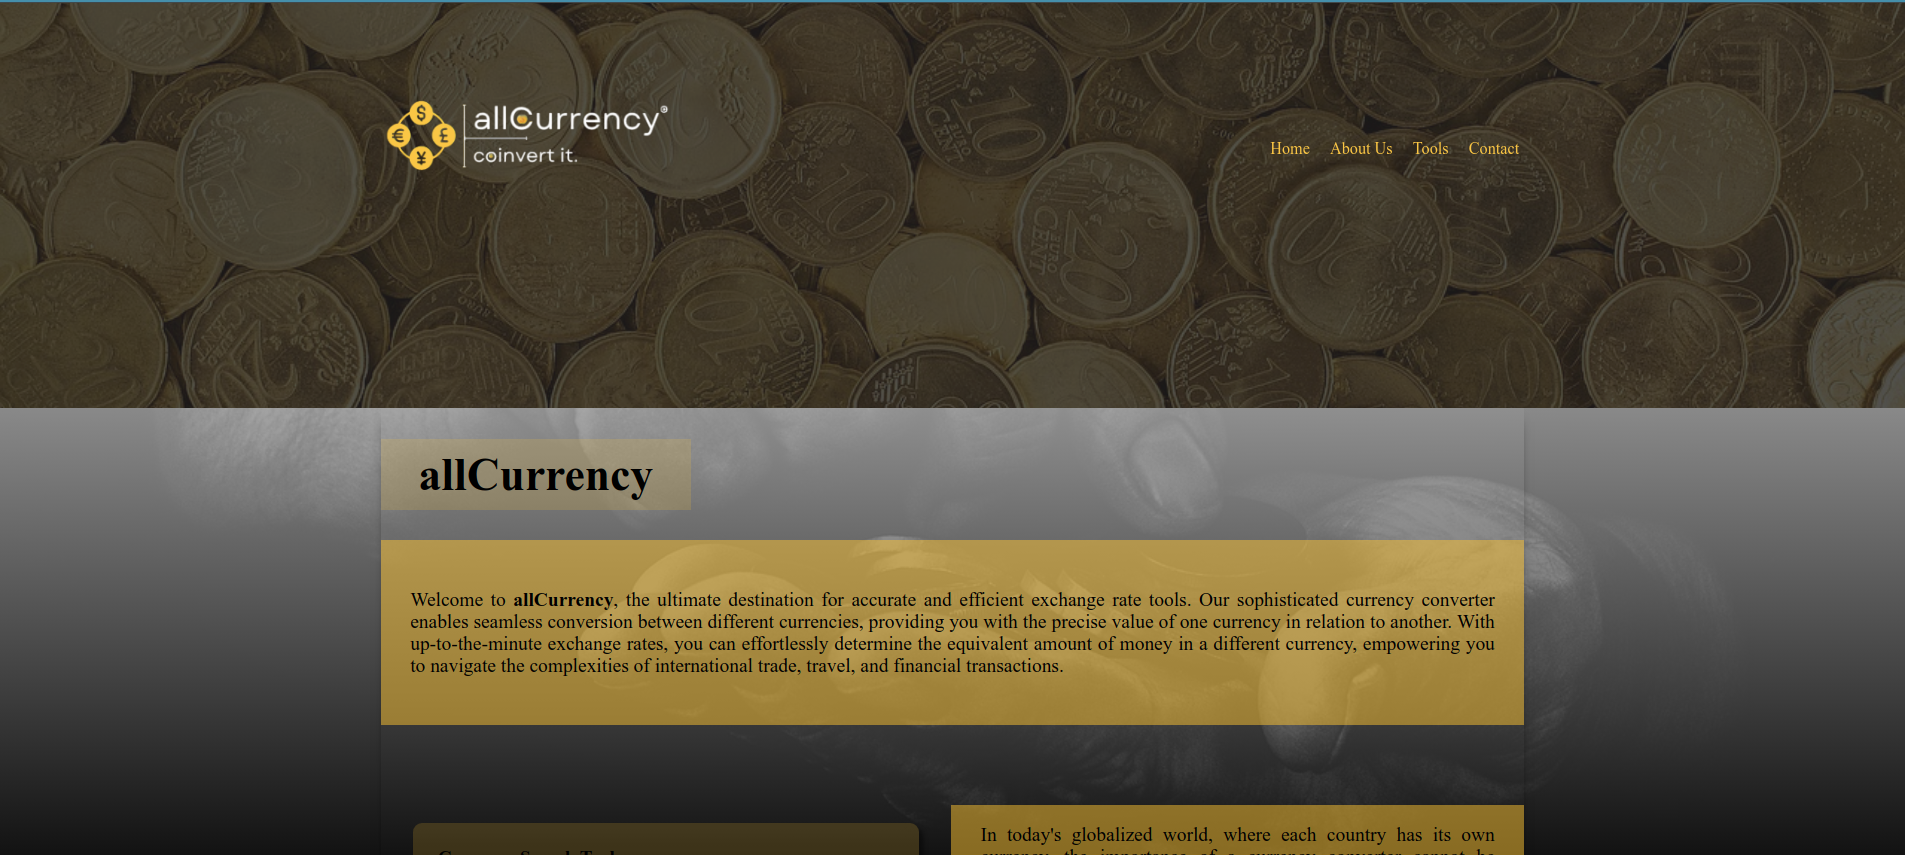 allCurrency®
coinvert it.
Home About Us Tools Contact
allCurrency
Welcome to allCurrency, the ultimate destination for accurate and efficient exchange rate tools. Our sophisticated currency converter
enables seamless conversion between different currencies, providing you with the precise value of one currency in relation to another. With
up-to-the-minute exchange rates, you can effortlessly determine the equivalent amount of money in a different currency, empowering you
to navigate the complexities of international trade, travel, and financial transactions.
In today's globalized world, where each country has its own